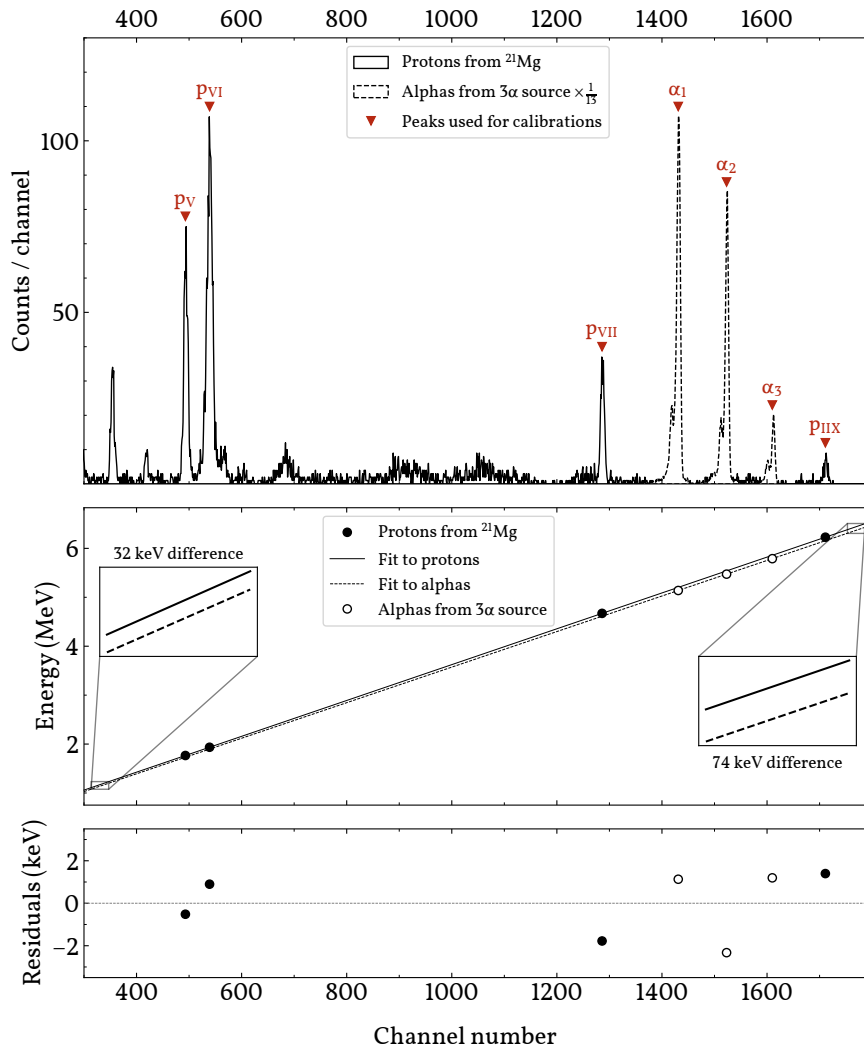 400 600 800 1000 1200 1400 1600
Protons from ²¹Mg
Alphas from 3α source × 1/13
Peaks used for calibrations
pVI
pV
pVII
α1
α2
α3
pIIX
100
50
Counts / channel
Protons from ²¹Mg
Fit to protons
Fit to alphas
Alphas from 3α source
32 keV difference
74 keV difference
6
4
2
Energy (MeV)
2
0
−2
Residuals (keV)
400 600 800 1000 1200 1400 1600
Channel number